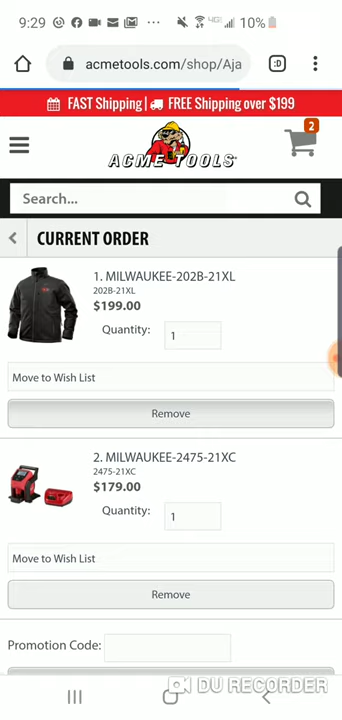 9:29
4G
10%
acmetools.com/shop/Aja
:D
FAST Shipping | FREE Shipping over $199
2
ACME TOOLS
Search...
CURRENT ORDER
1. MILWAUKEE-202B-21XL
202B-21XL
$199.00
Quantity: 1
Move to Wish List
Remove
2. MILWAUKEE-2475-21XC
2475-21XC
$179.00
Quantity: 1
Move to Wish List
Remove
Promotion Code:
DU RECORDER